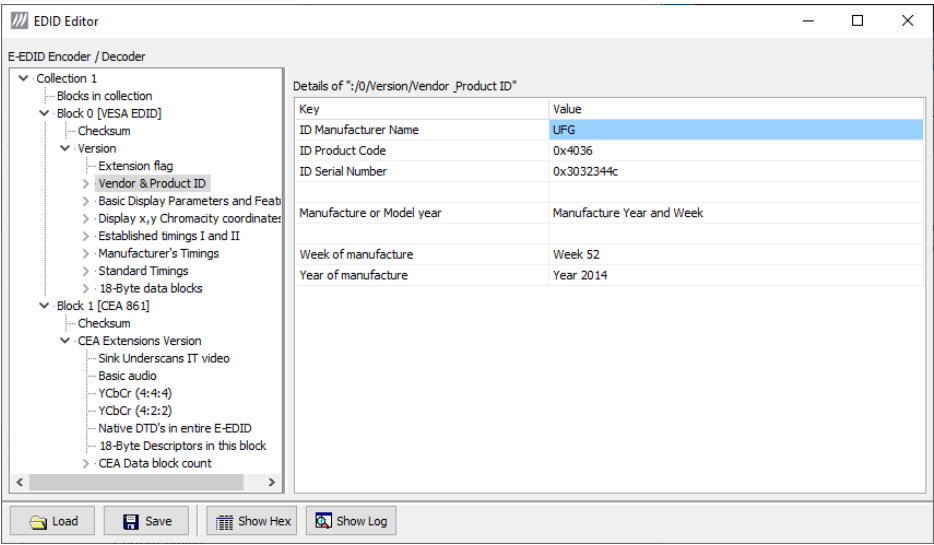 EDID Editor
E-EDID Encoder / Decoder
Collection 1
Blocks in collection
Block 0 [VESA EDID]
Checksum
Version
Extension flag
Vendor & Product ID
Basic Display Parameters and Featu
Display x,y Chromacity coordinates
Established timings I and II
Manufacturer's Timings
Standard Timings
18-Byte data blocks
Block 1 [CEA 861]
Checksum
CEA Extensions Version
Sink Underscans IT video
Basic audio
YCbCr (4:4:4)
YCbCr (4:2:2)
Native DTD's in entire E-EDID
18-Byte Descriptors in this block
CEA Data block count
Details of ":/0/Version/Vendor _Product ID"
Key Value
ID Manufacturer Name UFG
ID Product Code 0x4036
ID Serial Number 0x3032344c
Manufacture or Model year Manufacture Year and Week
Week of manufacture Week 52
Year of manufacture Year 2014
Load Save Show Hex Show Log